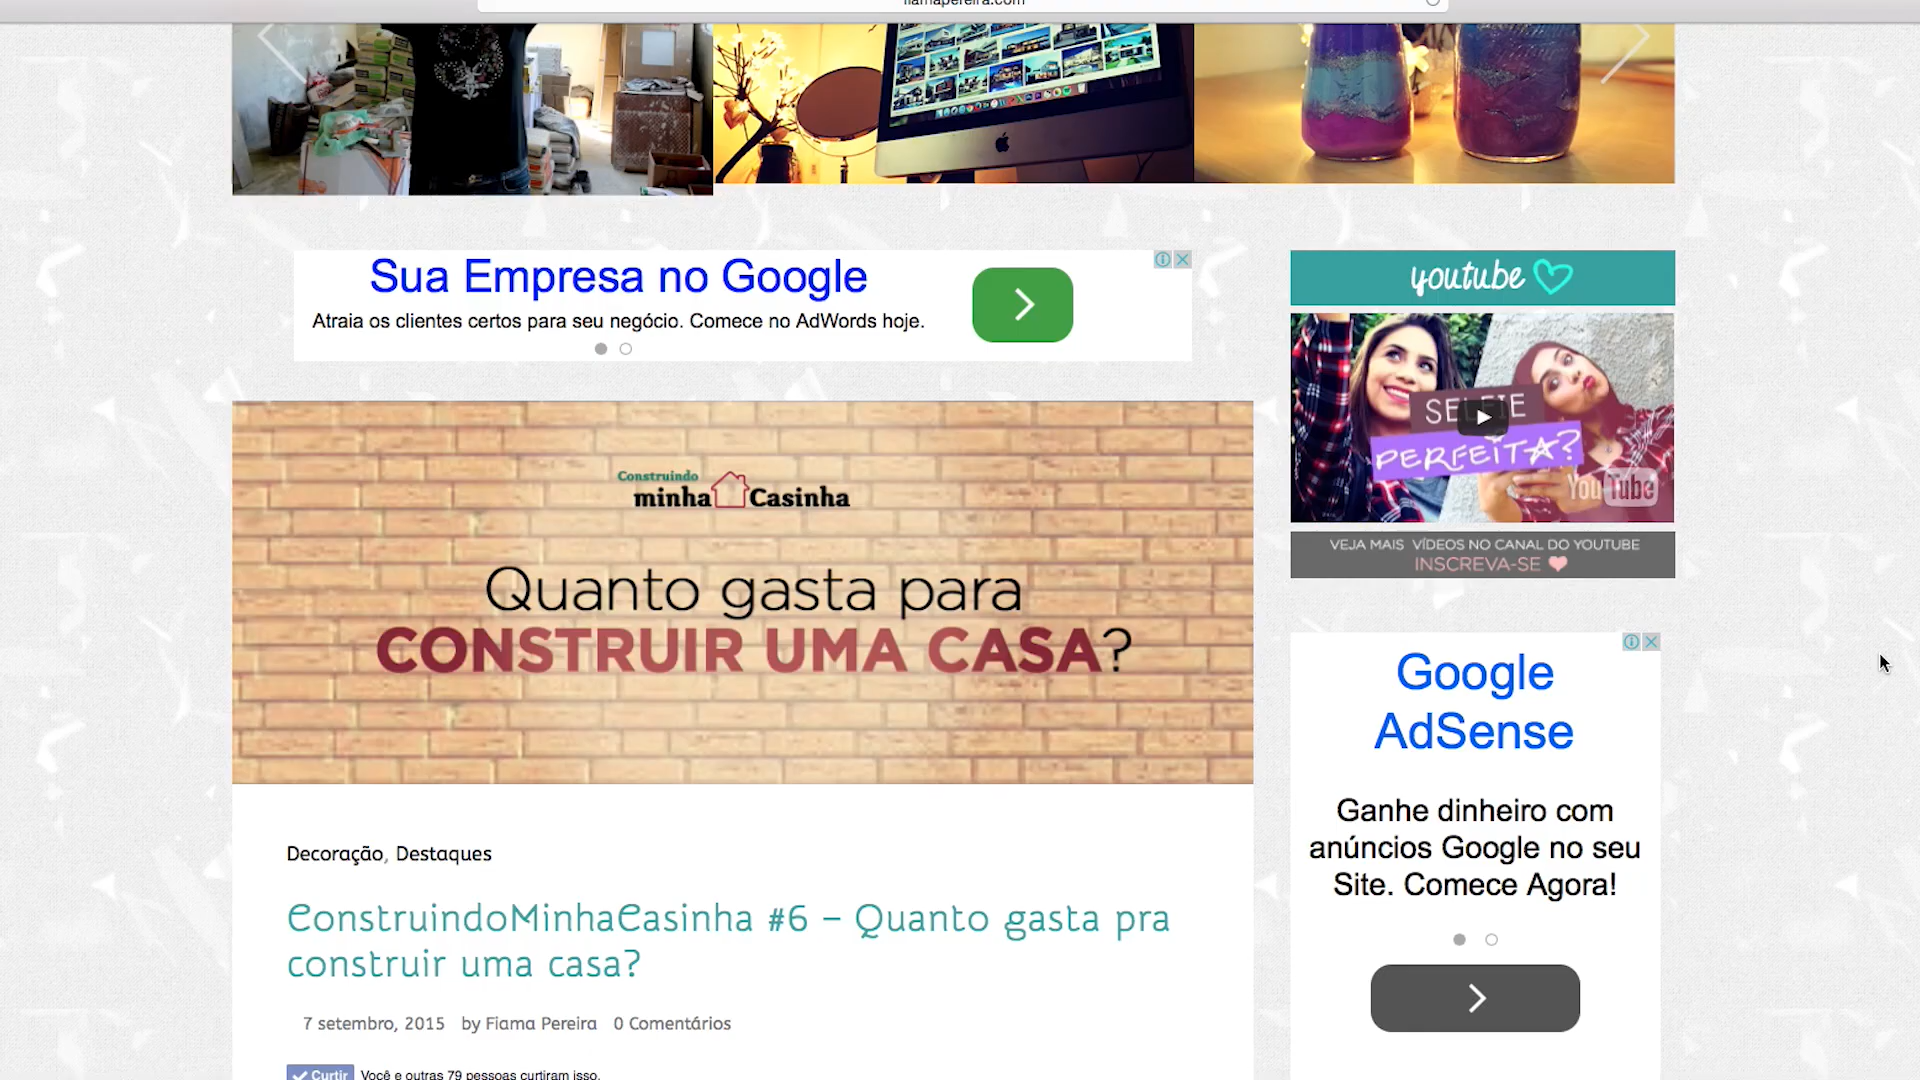 fiamapereira.com
Sua Empresa no Google
Atraia os clientes certos para seu negócio. Comece no AdWords hoje.
youtube
SELFIE
PERFEITA?
YouTube
VEJA MAIS VÍDEOS NO CANAL DO YOUTUBE
INSCREVA-SE
Construindo
minha Casinha
Quanto gasta para
CONSTRUIR UMA CASA?
Google
AdSense
Ganhe dinheiro com
anúncios Google no seu
Site. Comece Agora!
Decoração, Destaques
ConstruindoMinhaCasinha #6 – Quanto gasta pra
construir uma casa?
7 setembro, 2015 by Fiama Pereira 0 Comentários
Curtir Você e outras 79 pessoas curtiram isso.